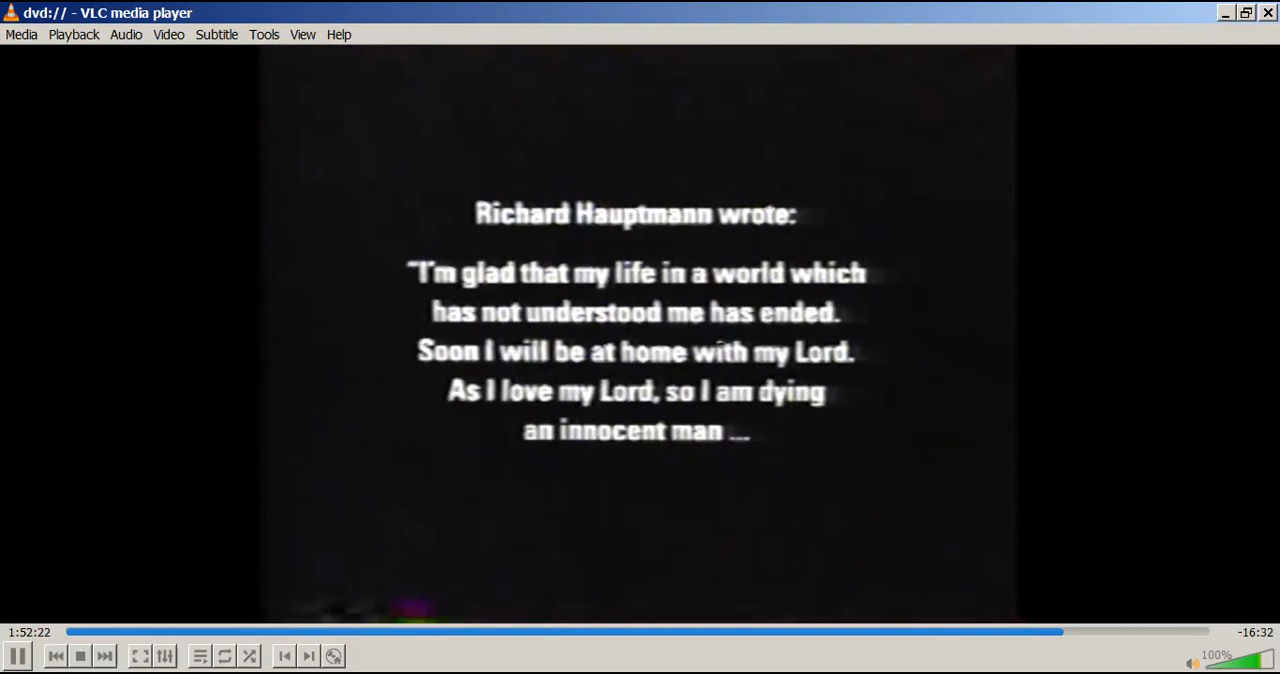 dvd:// - VLC media player
Media Playback Audio Video Subtitle Tools View Help
Richard Hauptmann wrote:
"I'm glad that my life in a world which
has not understood me has ended.
Soon I will be at home with my Lord.
As I love my Lord, so I am dying
an innocent man ...
1:52:22 -16:32
100%